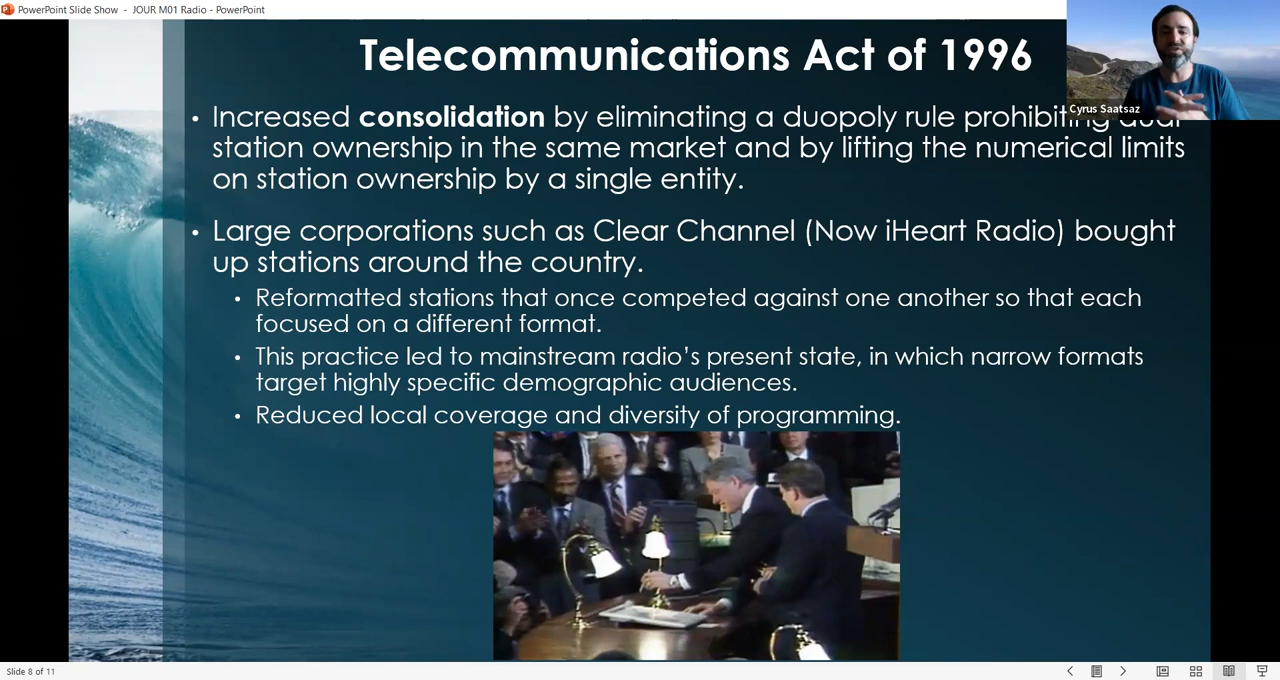 PowerPoint Slide Show - JOUR M01 Radio - PowerPoint
Telecommunications Act of 1996
Cyrus Saatsaz
• Increased consolidation by eliminating a duopoly rule prohibiting dual
station ownership in the same market and by lifting the numerical limits
on station ownership by a single entity.
• Large corporations such as Clear Channel (Now iHeart Radio) bought
up stations around the country.
• Reformatted stations that once competed against one another so that each
focused on a different format.
• This practice led to mainstream radio's present state, in which narrow formats
target highly specific demographic audiences.
• Reduced local coverage and diversity of programming.
Slide 8 of 11